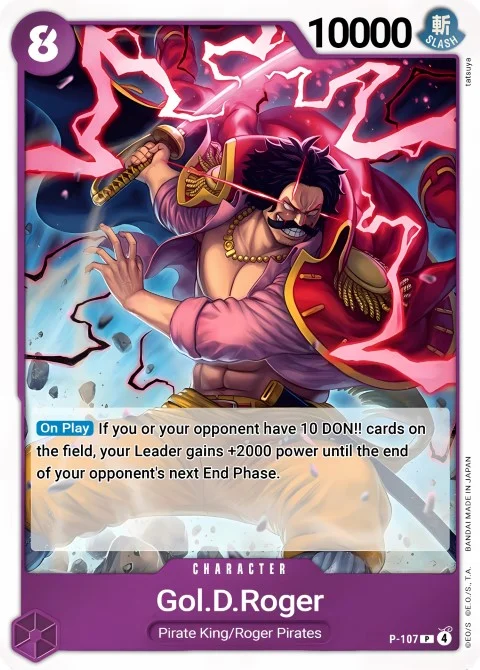 8
10000
斬
SLASH
tatsuya
On Play If you or your opponent have 10 DON!! cards on
the field, your Leader gains +2000 power until the end
of your opponent's next End Phase.
©EO/S ©E.O/S.,T.A. BANDAI MADE IN JAPAN
CHARACTER
Gol.D.Roger
Pirate King/Roger Pirates
P-107 P 4